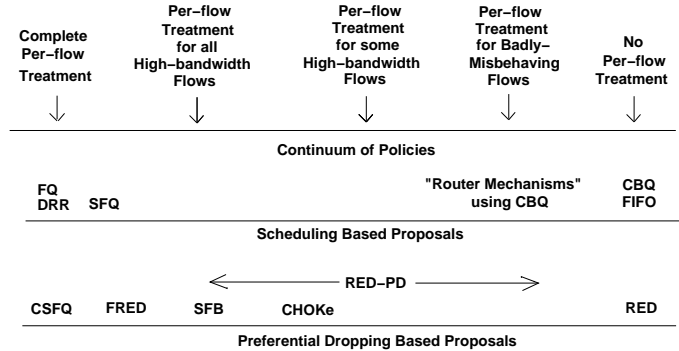 Complete
Per-flow
Treatment
Per-flow
Treatment
for all
High-bandwidth
Flows
Per-flow
Treatment
for some
High-bandwidth
Flows
Per-flow
Treatment
for Badly-
Misbehaving
Flows
No
Per-flow
Treatment
Continuum of Policies
FQ
DRR
SFQ
"Router Mechanisms"
using CBQ
CBQ
FIFO
Scheduling Based Proposals
RED-PD
CSFQ
FRED
SFB
CHOKe
RED
Preferential Dropping Based Proposals